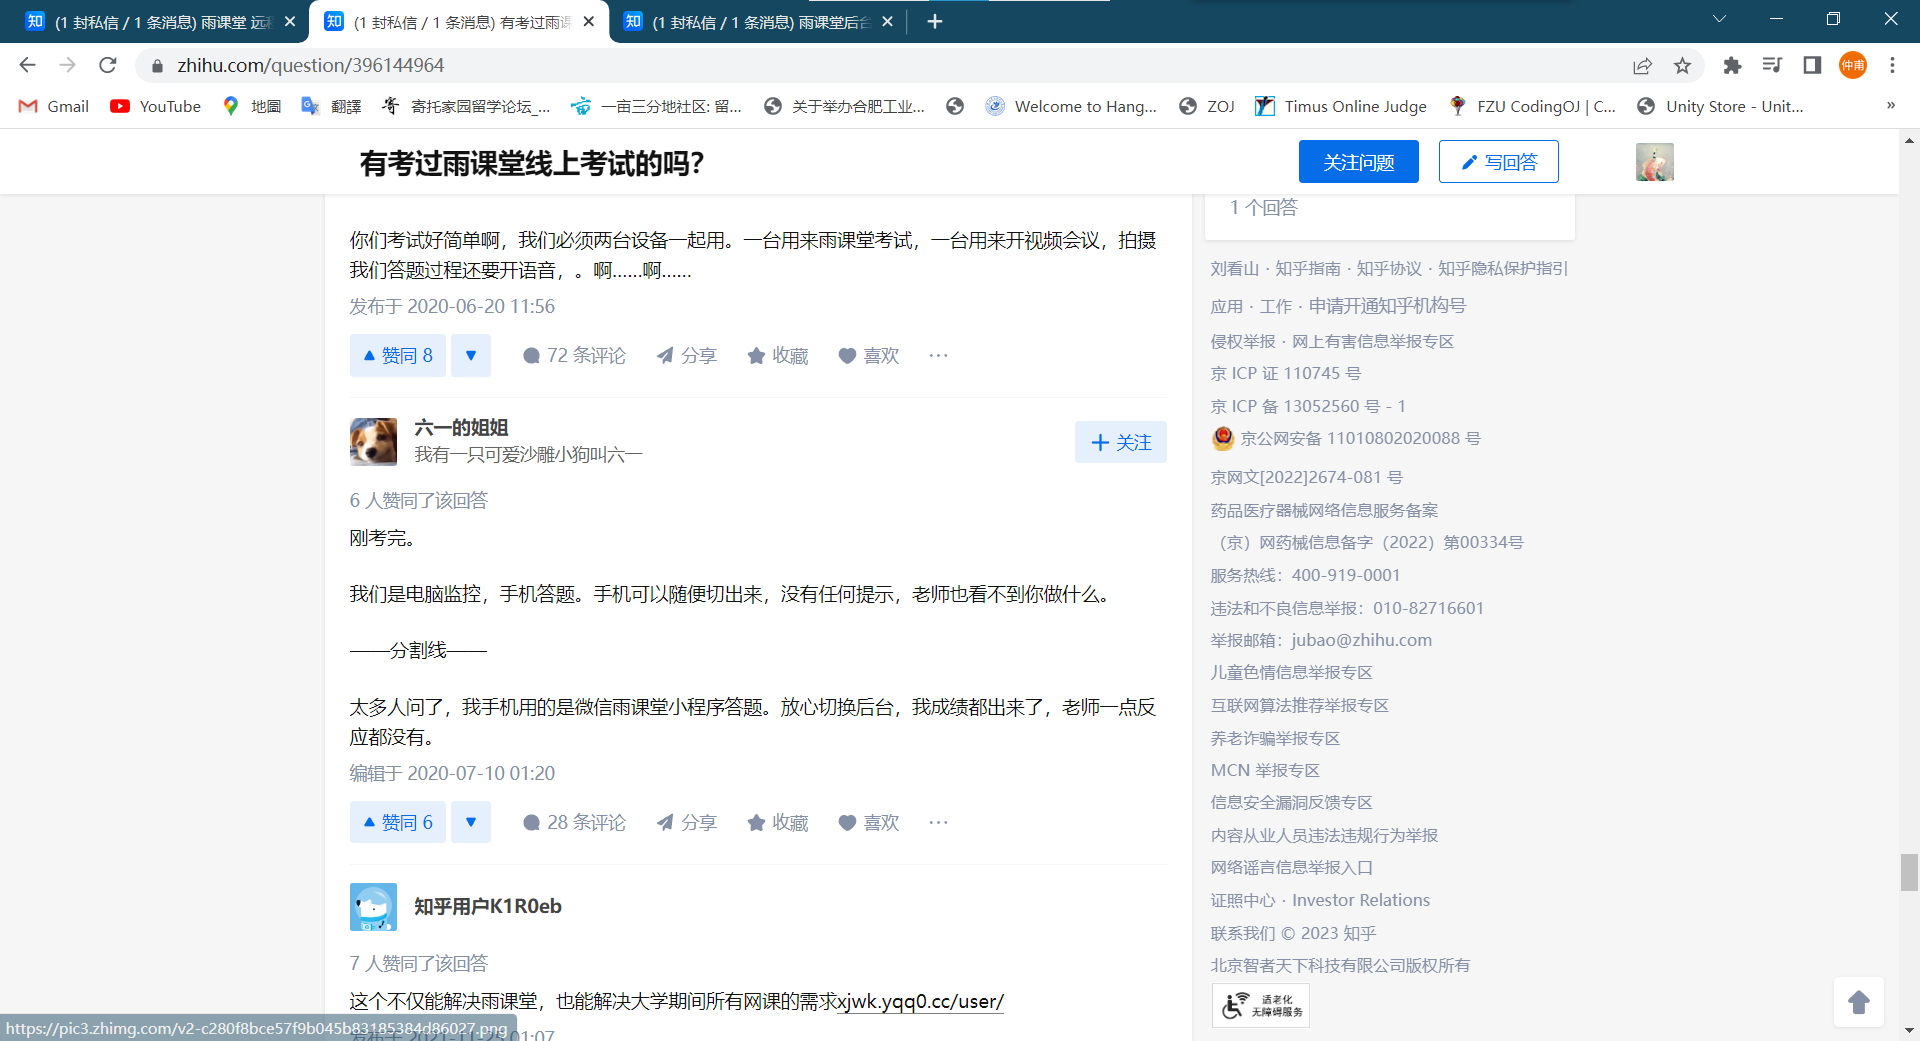 (1 封私信 / 1 条消息) 雨课堂 远
(1 封私信 / 1 条消息) 有考过雨课
(1 封私信 / 1 条消息) 雨课堂后台
zhihu.com/question/396144964
仲甫
Gmail
YouTube
地圖
翻譯
寄托家园留学论坛_...
一亩三分地社区: 留...
关于举办合肥工业...
Welcome to Hang...
ZOJ
Timus Online Judge
FZU CodingOJ | C...
Unity Store - Unit...
»
有考过雨课堂线上考试的吗?
关注问题
写回答
你们考试好简单啊，我们必须两台设备一起用。一台用来雨课堂考试，一台用来开视频会议，拍摄
我们答题过程还要开语音，。啊......啊......
发布于 2020-06-20 11:56
赞同 8
72 条评论
分享
收藏
喜欢
···
六一的姐姐
我有一只可爱沙雕小狗叫六一
关注
6 人赞同了该回答
刚考完。
我们是电脑监控，手机答题。手机可以随便切出来，没有任何提示，老师也看不到你做什么。
——分割线——
太多人问了，我手机用的是微信雨课堂小程序答题。放心切换后台，我成绩都出来了，老师一点反
应都没有。
编辑于 2020-07-10 01:20
赞同 6
28 条评论
分享
收藏
喜欢
···
知乎用户K1R0eb
7 人赞同了该回答
这个不仅能解决雨课堂，也能解决大学期间所有网课的需求xjwk.yqq0.cc/user/
https://pic3.zhimg.com/v2-c280f8bce57f9b045b83185384d86027.png
发布于 2021-11-25 01:07
1 个回答
刘看山 · 知乎指南 · 知乎协议 · 知乎隐私保护指引
应用 · 工作 · 申请开通知乎机构号
侵权举报 · 网上有害信息举报专区
京 ICP 证 110745 号
京 ICP 备 13052560 号 - 1
京公网安备 11010802020088 号
京网文[2022]2674-081 号
药品医疗器械网络信息服务备案
（京）网药械信息备字（2022）第00334号
服务热线：400-919-0001
违法和不良信息举报：010-82716601
举报邮箱：jubao@zhihu.com
儿童色情信息举报专区
互联网算法推荐举报专区
养老诈骗举报专区
MCN 举报专区
信息安全漏洞反馈专区
内容从业人员违法违规行为举报
网络谣言信息举报入口
证照中心 · Investor Relations
联系我们 © 2023 知乎
北京智者天下科技有限公司版权所有
适老化
无障碍服务